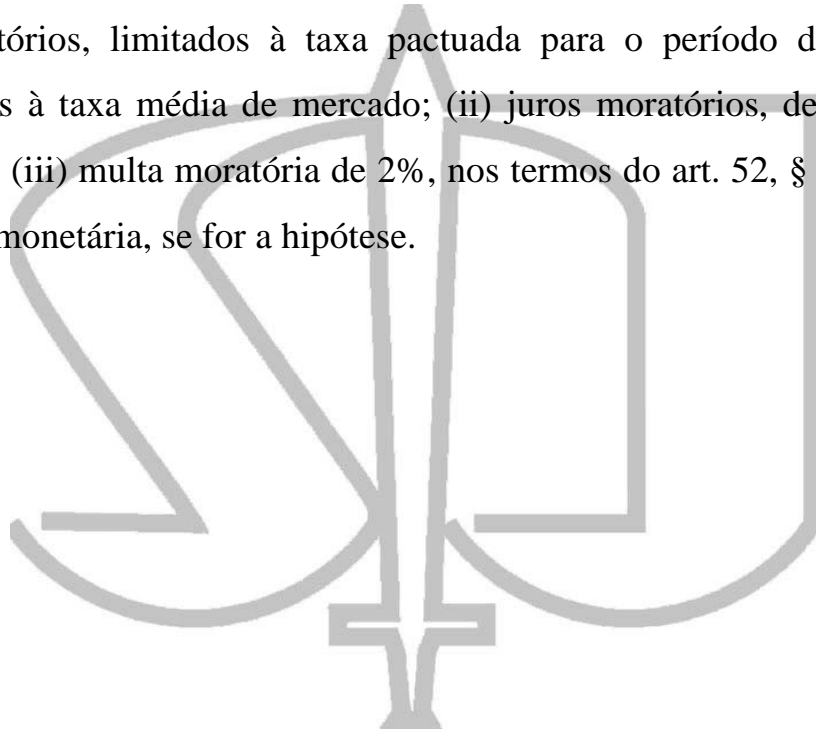 tórios, limitados à taxa pactuada para o período d
s à taxa média de mercado; (ii) juros moratórios, de
(iii) multa moratória de 2%, nos termos do art. 52, §
monetária, se for a hipótese.